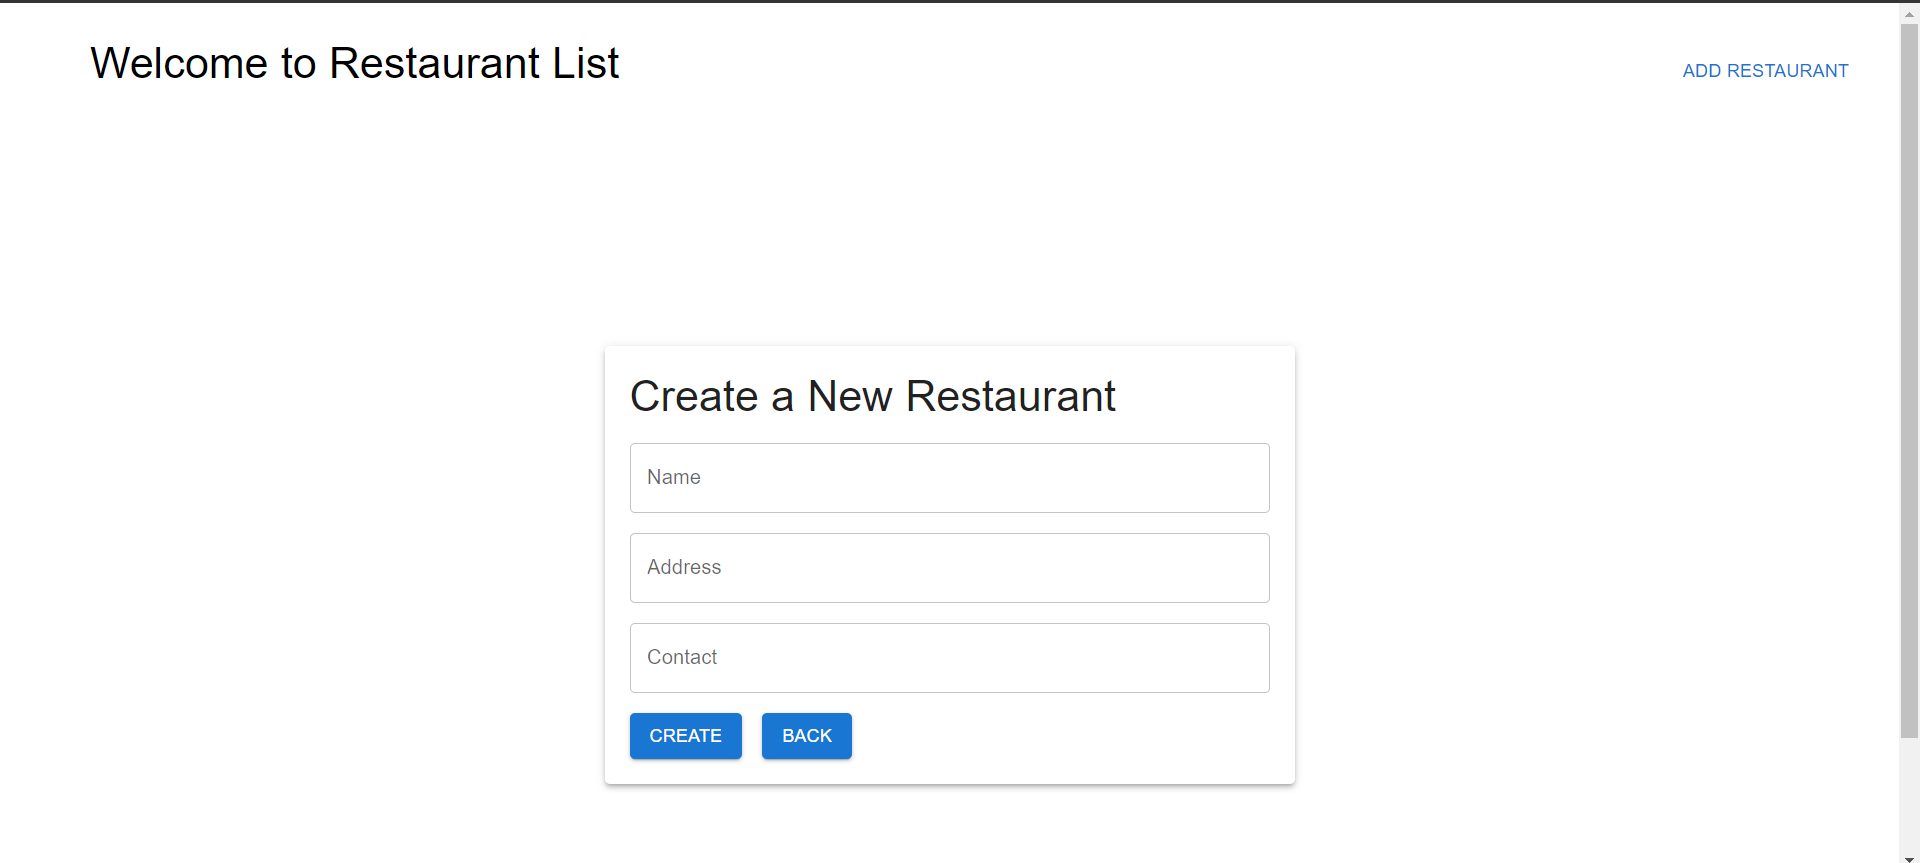 Welcome to Restaurant List
ADD RESTAURANT
Create a New Restaurant
Name
Address
Contact
CREATE BACK